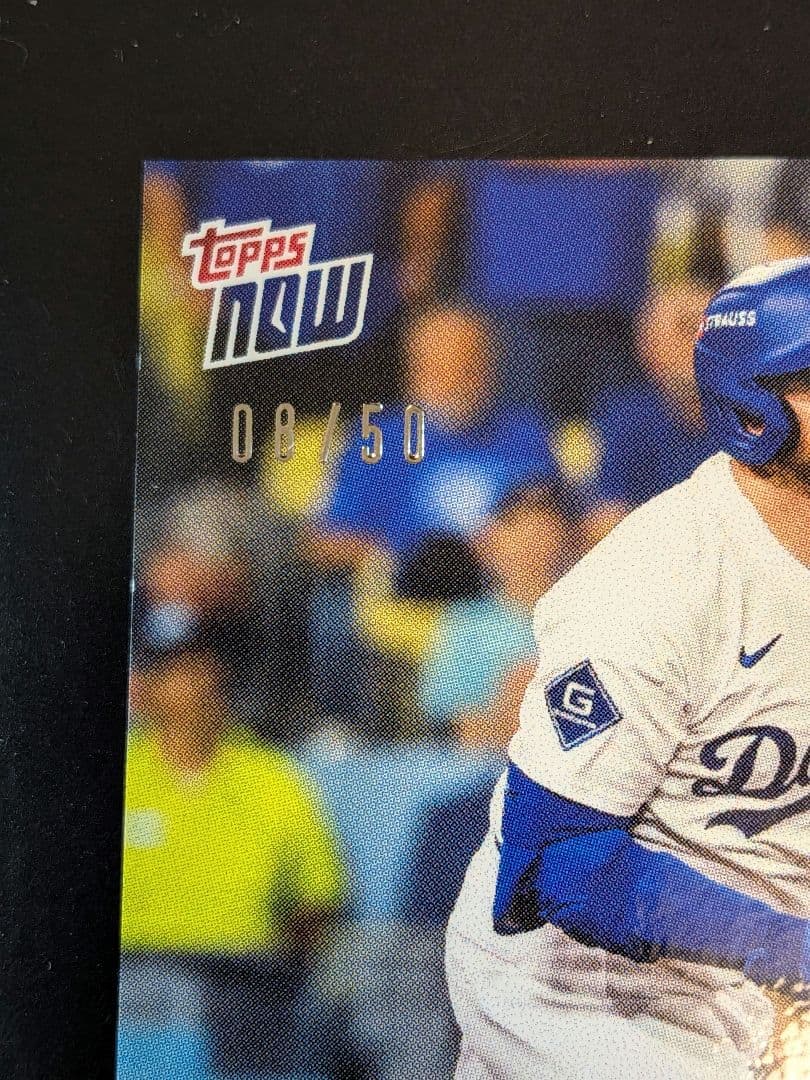 topps
now
08/50
STRAUSS
G
Do